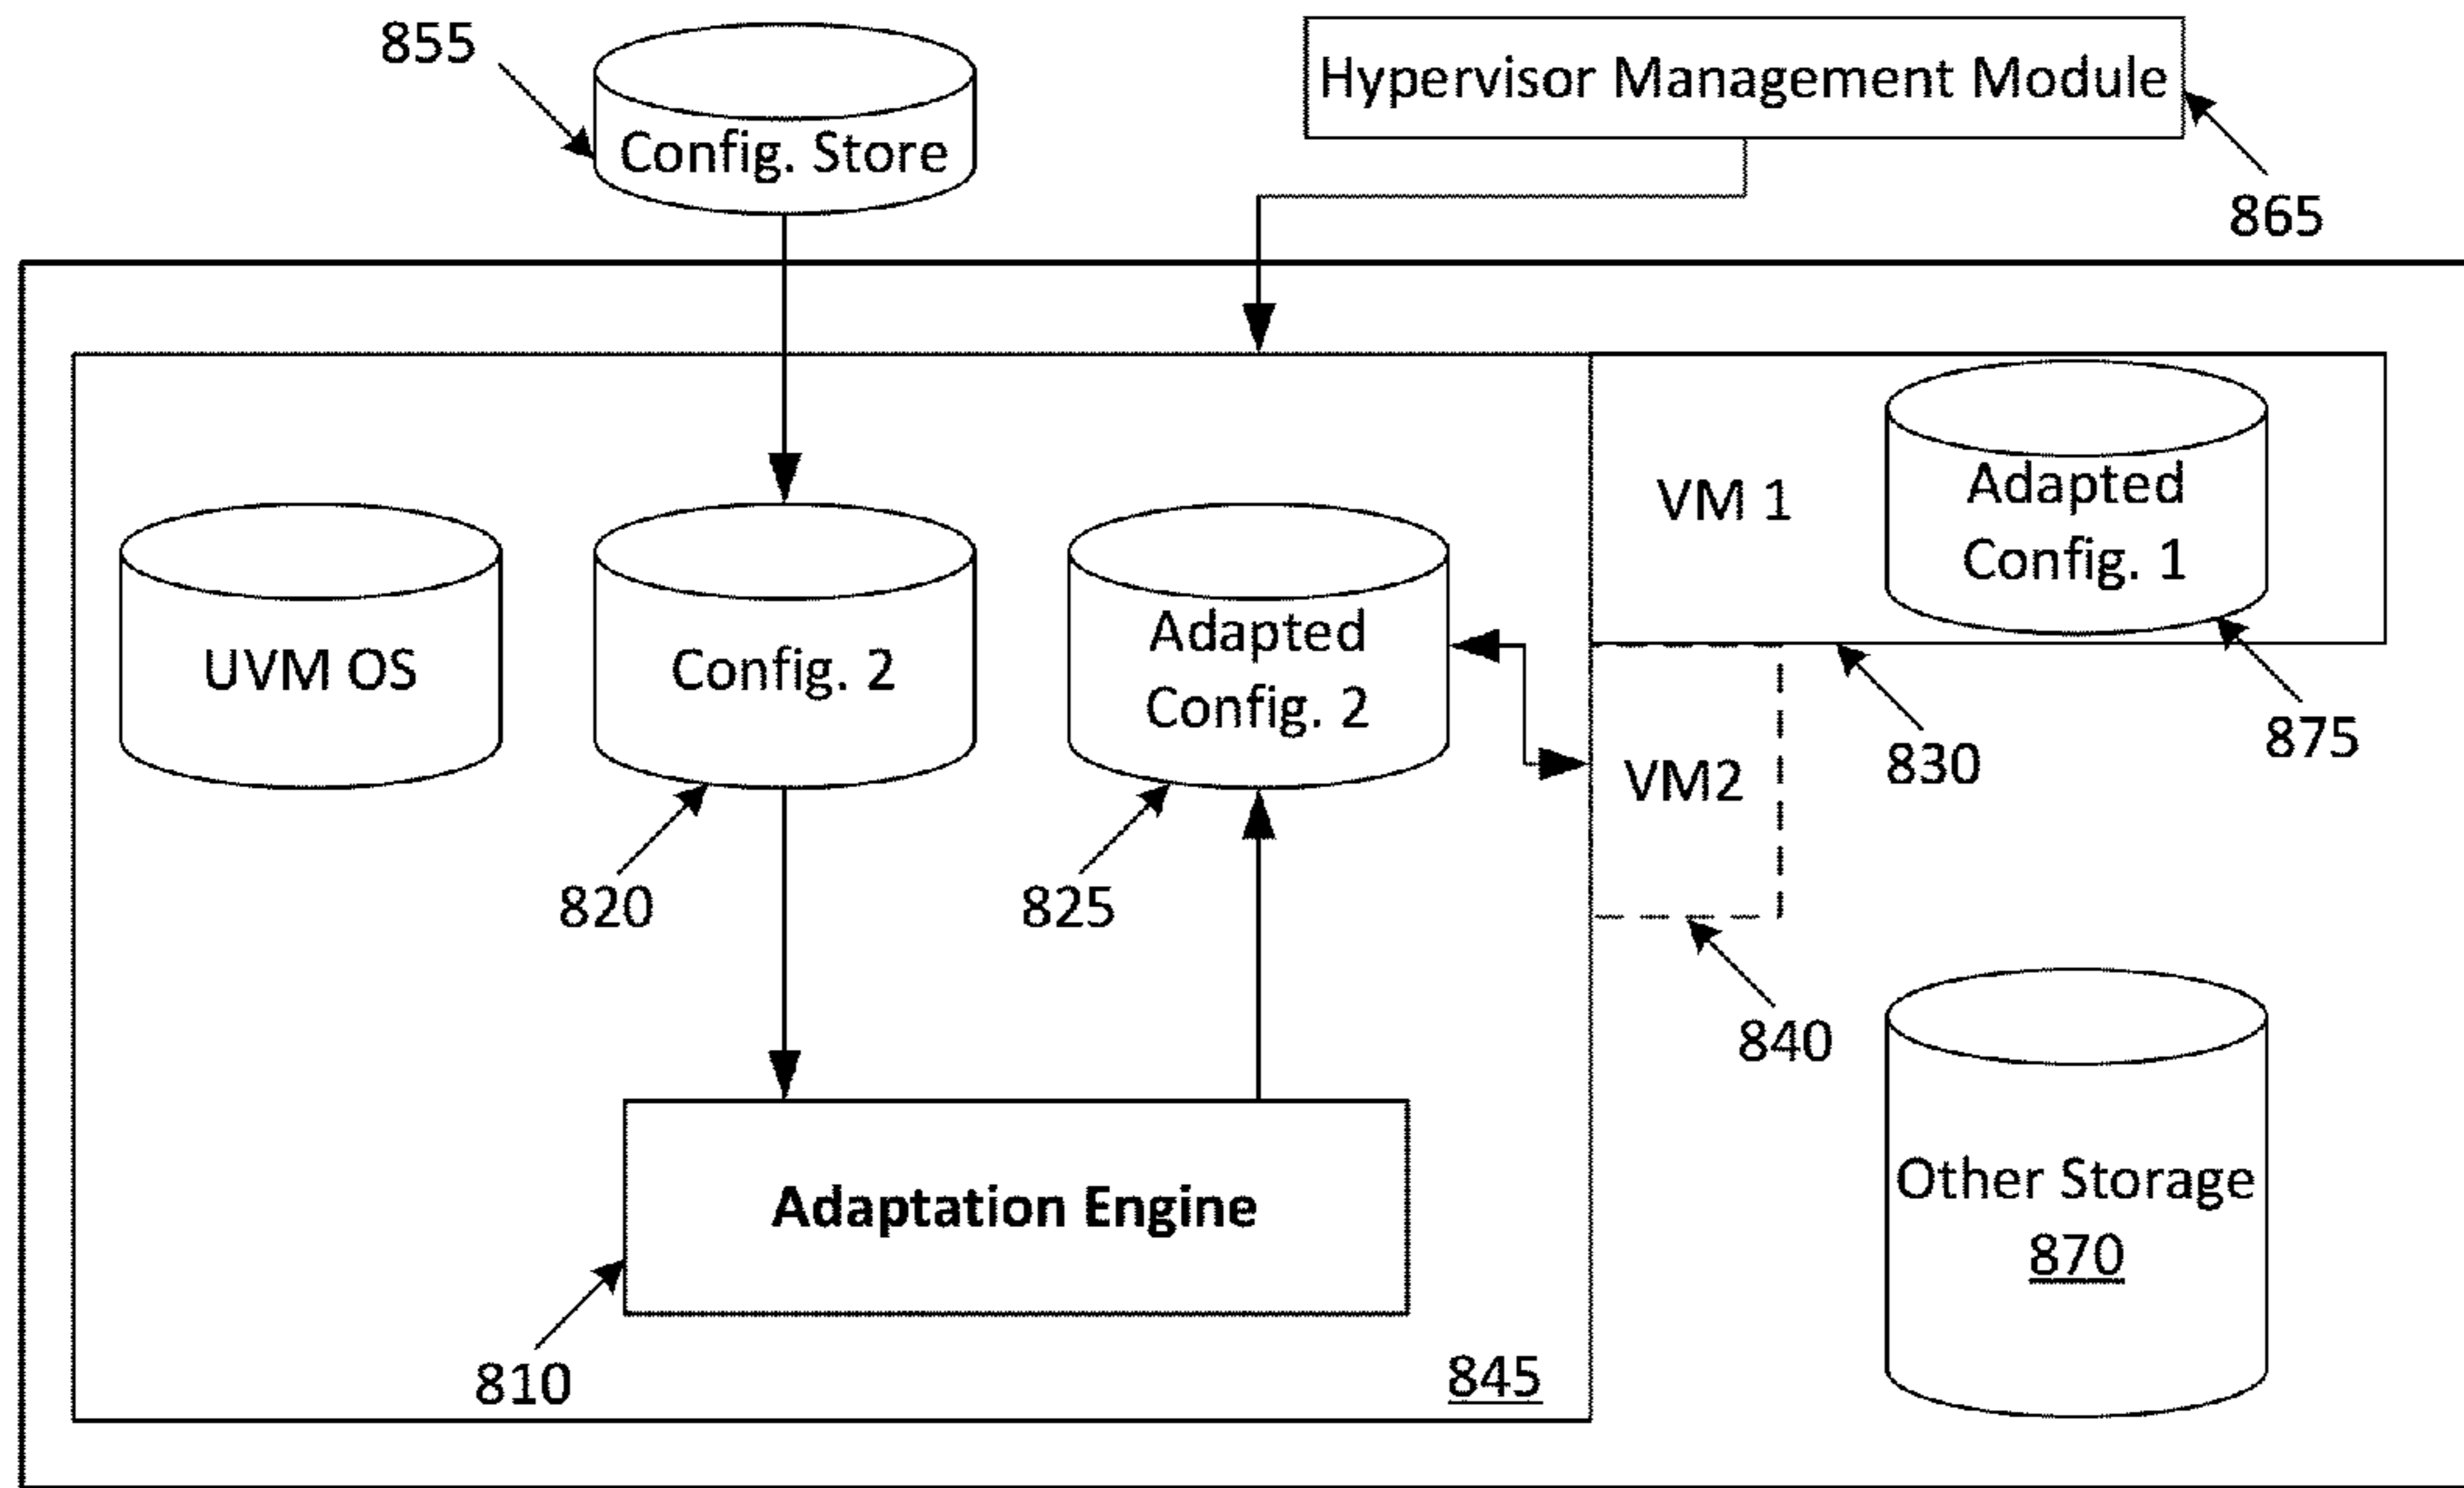 855
Config. Store
Hypervisor Management Module
865
UVM OS
Config. 2
820
Adapted
Config. 2
825
VM 1
Adapted
Config. 1
875
830
VM2
840
Adaptation Engine
810
845
Other Storage
870